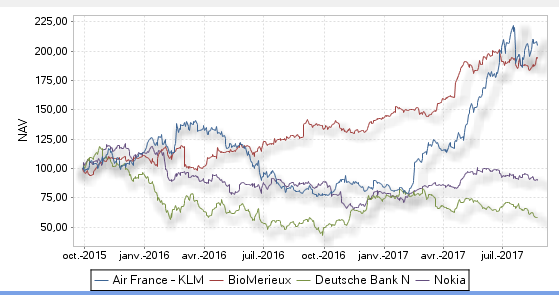 225,00
200,00
175,00
150,00
125,00
100,00
75,00
50,00
NAV
oct.-2015 janv.-2016 avr.-2016 juil.-2016 oct.-2016 janv.-2017 avr.-2017 juil.-2017
Air France - KLM BioMerieux Deutsche Bank N Nokia